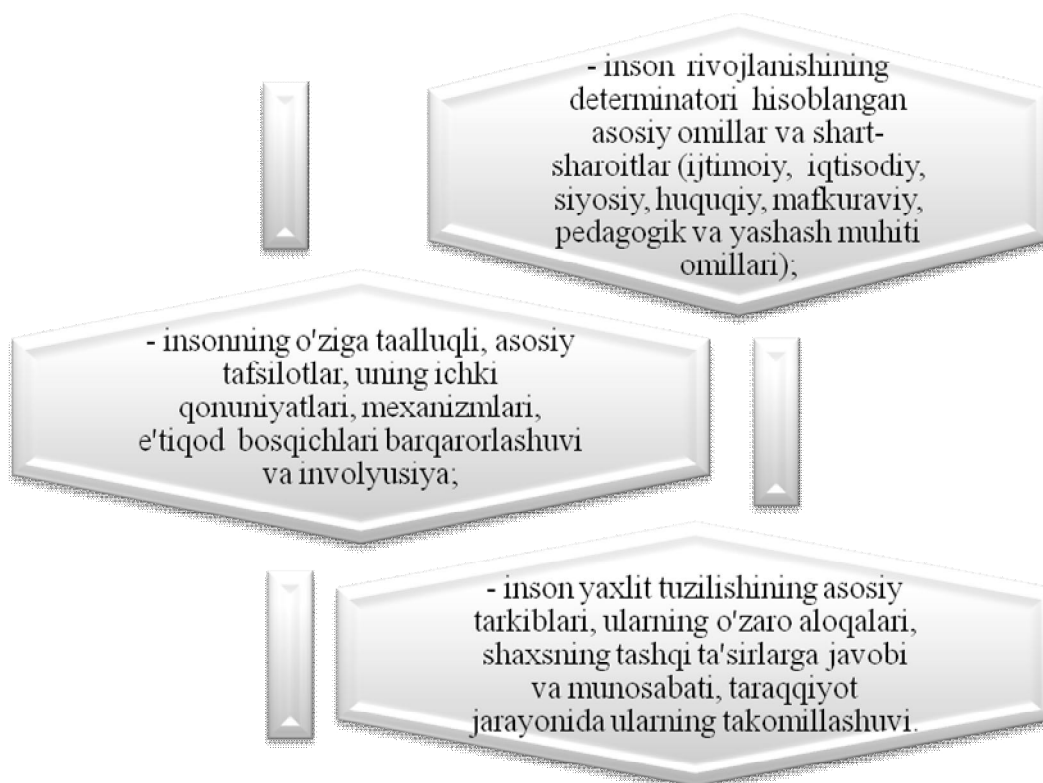 - inson rivojlanishining
determinatori hisoblangan
asosiy omillar va shart-
sharoitlar (ijtimoiy, iqtisodiy,
siyosiy, huquqiy, mafkuraviy,
pedagogik va yashash muhiti
omillari);
- insonning o'ziga taalluqli, asosiy
tafsilotlar, uning ichki
qonuniyatlari, mexanizmlari,
e'tiqod bosqichlari barqarorlashuvi
va involyusiya;
- inson yaxlit tuzilishining asosiy
tarkiblari, ularning o'zaro aloqalari,
shaxsning tashqi ta'sirlarga javobi
va munosabati, taraqqiyot
jarayonida ularning takomillashuvi.